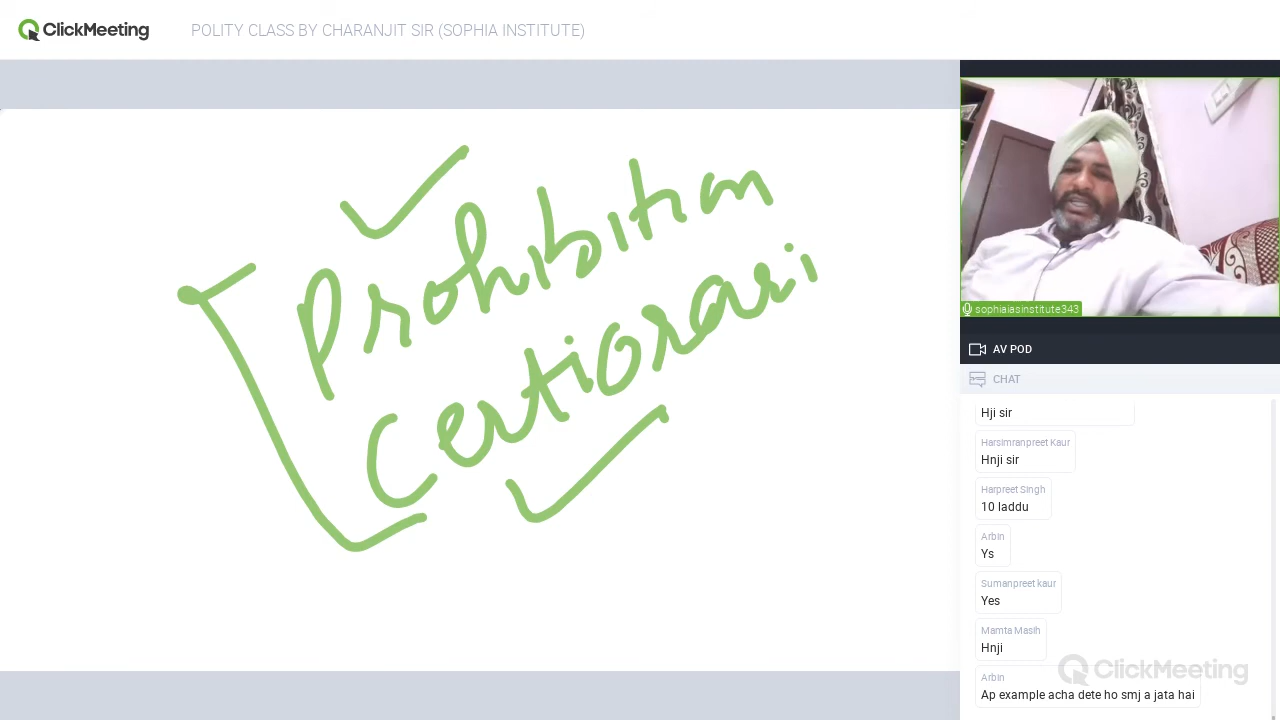 ClickMeeting
POLITY CLASS BY CHARANJIT SIR (SOPHIA INSTITUTE)
Prohibition
Certiorari
sophiaiasinstitute343
AV POD
CHAT
Hji sir
Harsimranpreet Kaur
Hnji sir
Harpreet Singh
10 laddu
Arbin
Ys
Sumanpreet kaur
Yes
Mamta Masih
Hnji
Arbin
Ap example acha dete ho smj a jata hai
ClickMeeting